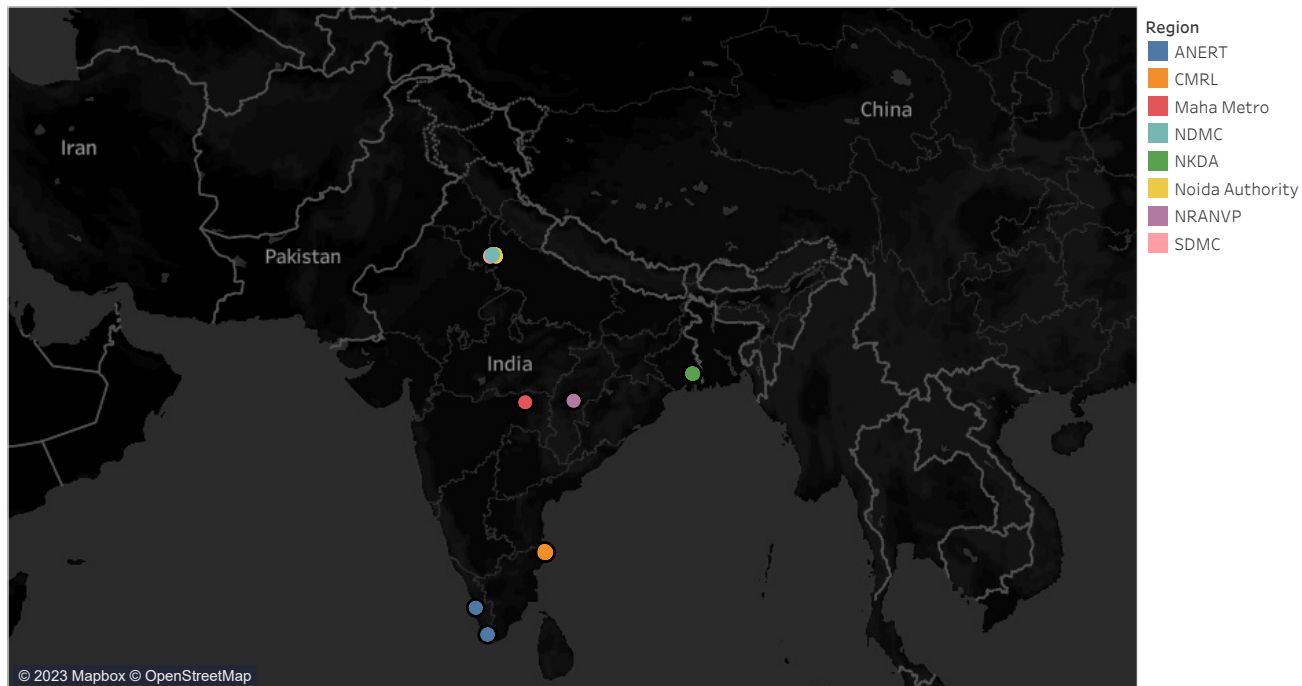 Iran
China
Pakistan
India
© 2023 Mapbox © OpenStreetMap
Region
ANERT
CMRL
Maha Metro
NDMC
NKDA
Noida Authority
NRANVP
SDMC